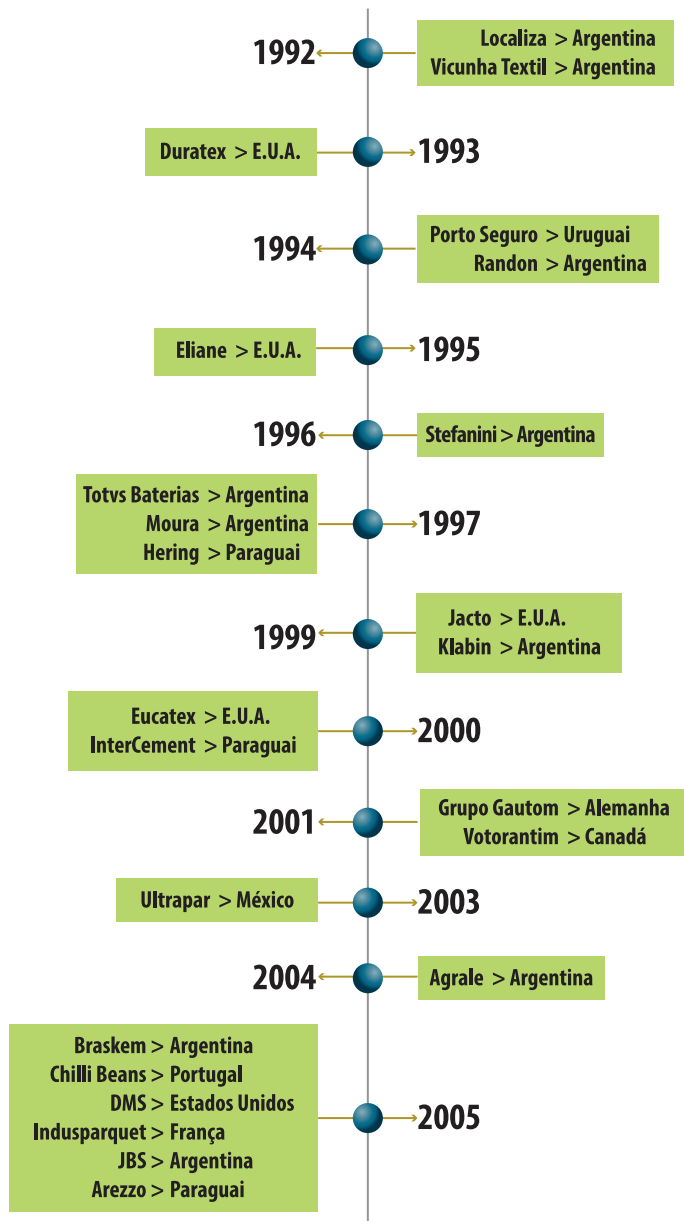 1992
Localiza > Argentina
Vicunha Textil > Argentina
Duratex > E.U.A.
1993
1994
Porto Seguro > Uruguai
Randon > Argentina
Eliane > E.U.A.
1995
1996
Stefanini > Argentina
Totvs Baterias > Argentina
Moura > Argentina
Hering > Paraguai
1997
1999
Jacto > E.U.A.
Klabin > Argentina
Eucatex > E.U.A.
InterCement > Paraguai
2000
2001
Grupo Gautom > Alemanha
Votorantim > Canadá
Ultrapar > México
2003
2004
Agrale > Argentina
Braskem > Argentina
Chilli Beans > Portugal
DMS > Estados Unidos
Indusparquet > França
JBS > Argentina
Arezzo > Paraguai
2005